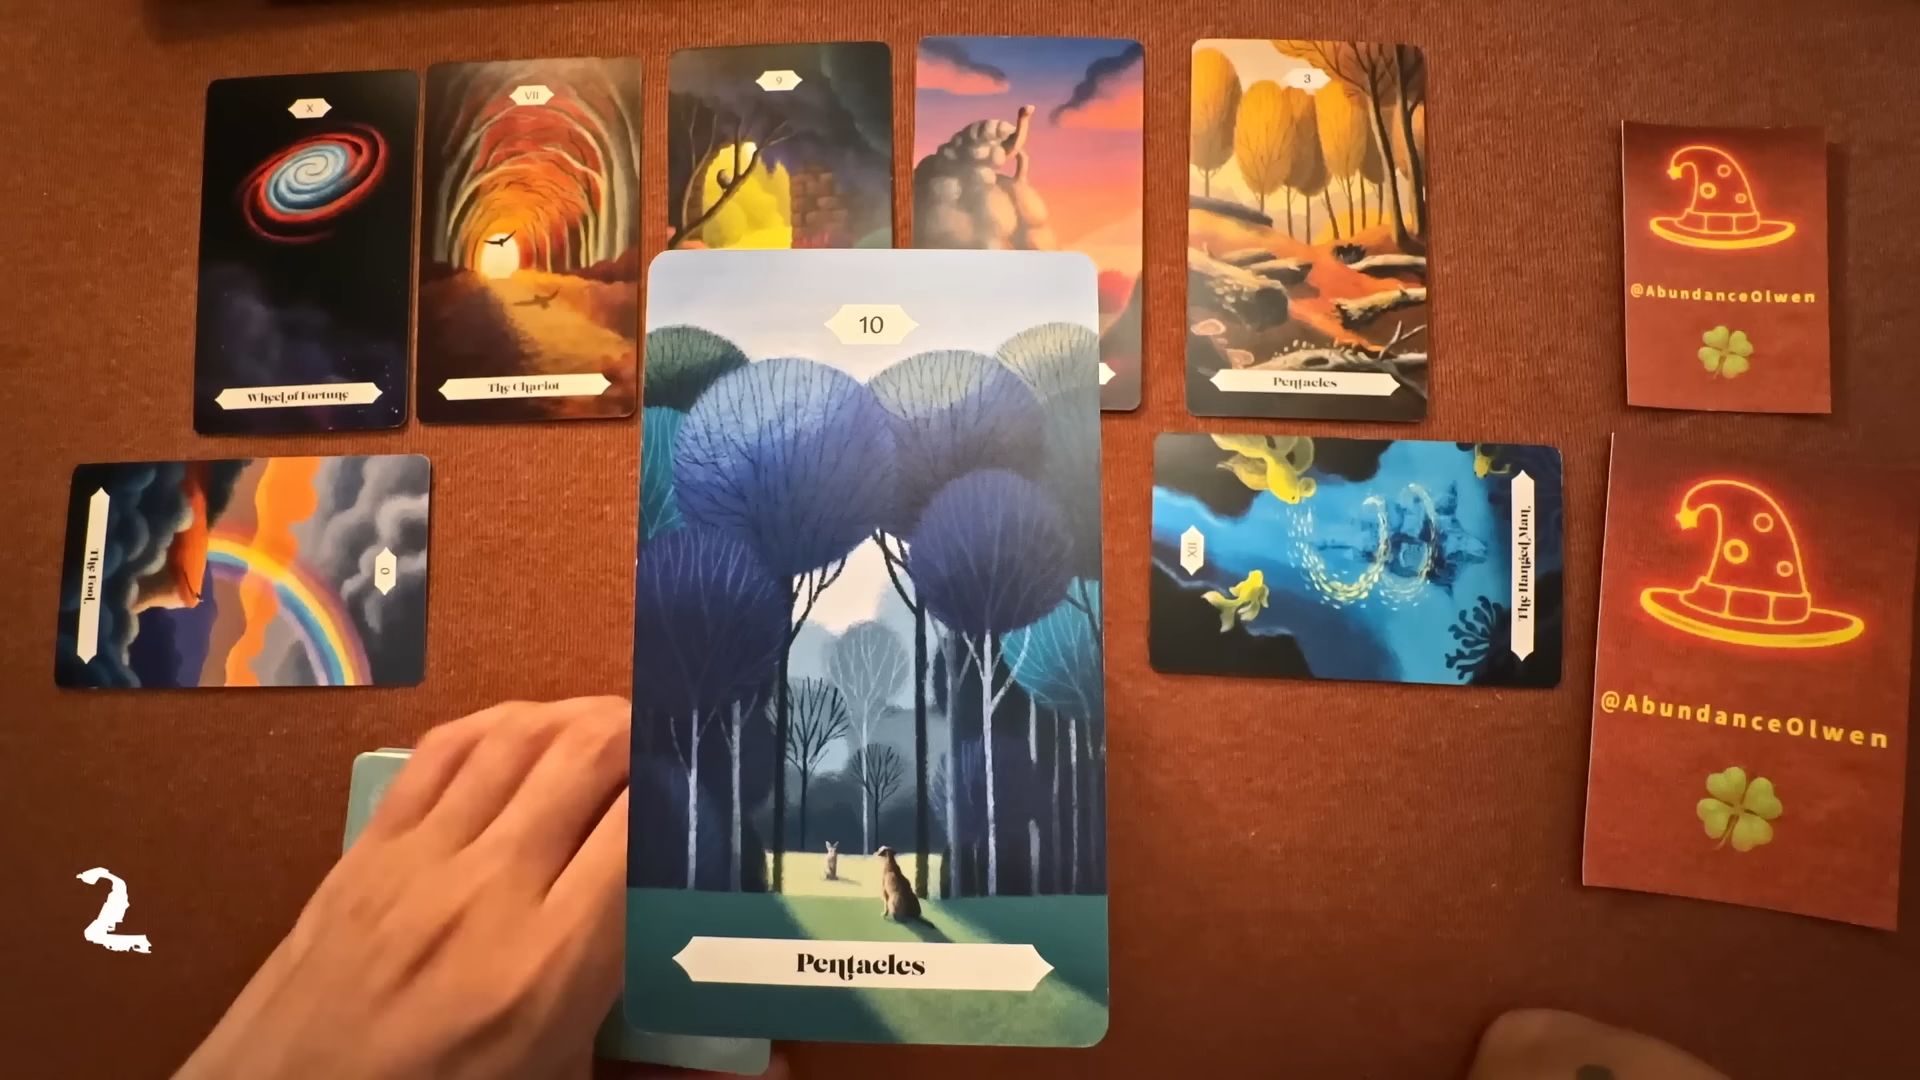 X
VII
9
3
Wheel of Fortune
The Chariot
Pentacles
@AbundanceOlwen
The Fool
0
10
Pentacles
XII
The Hanged Man
@AbundanceOlwen
2